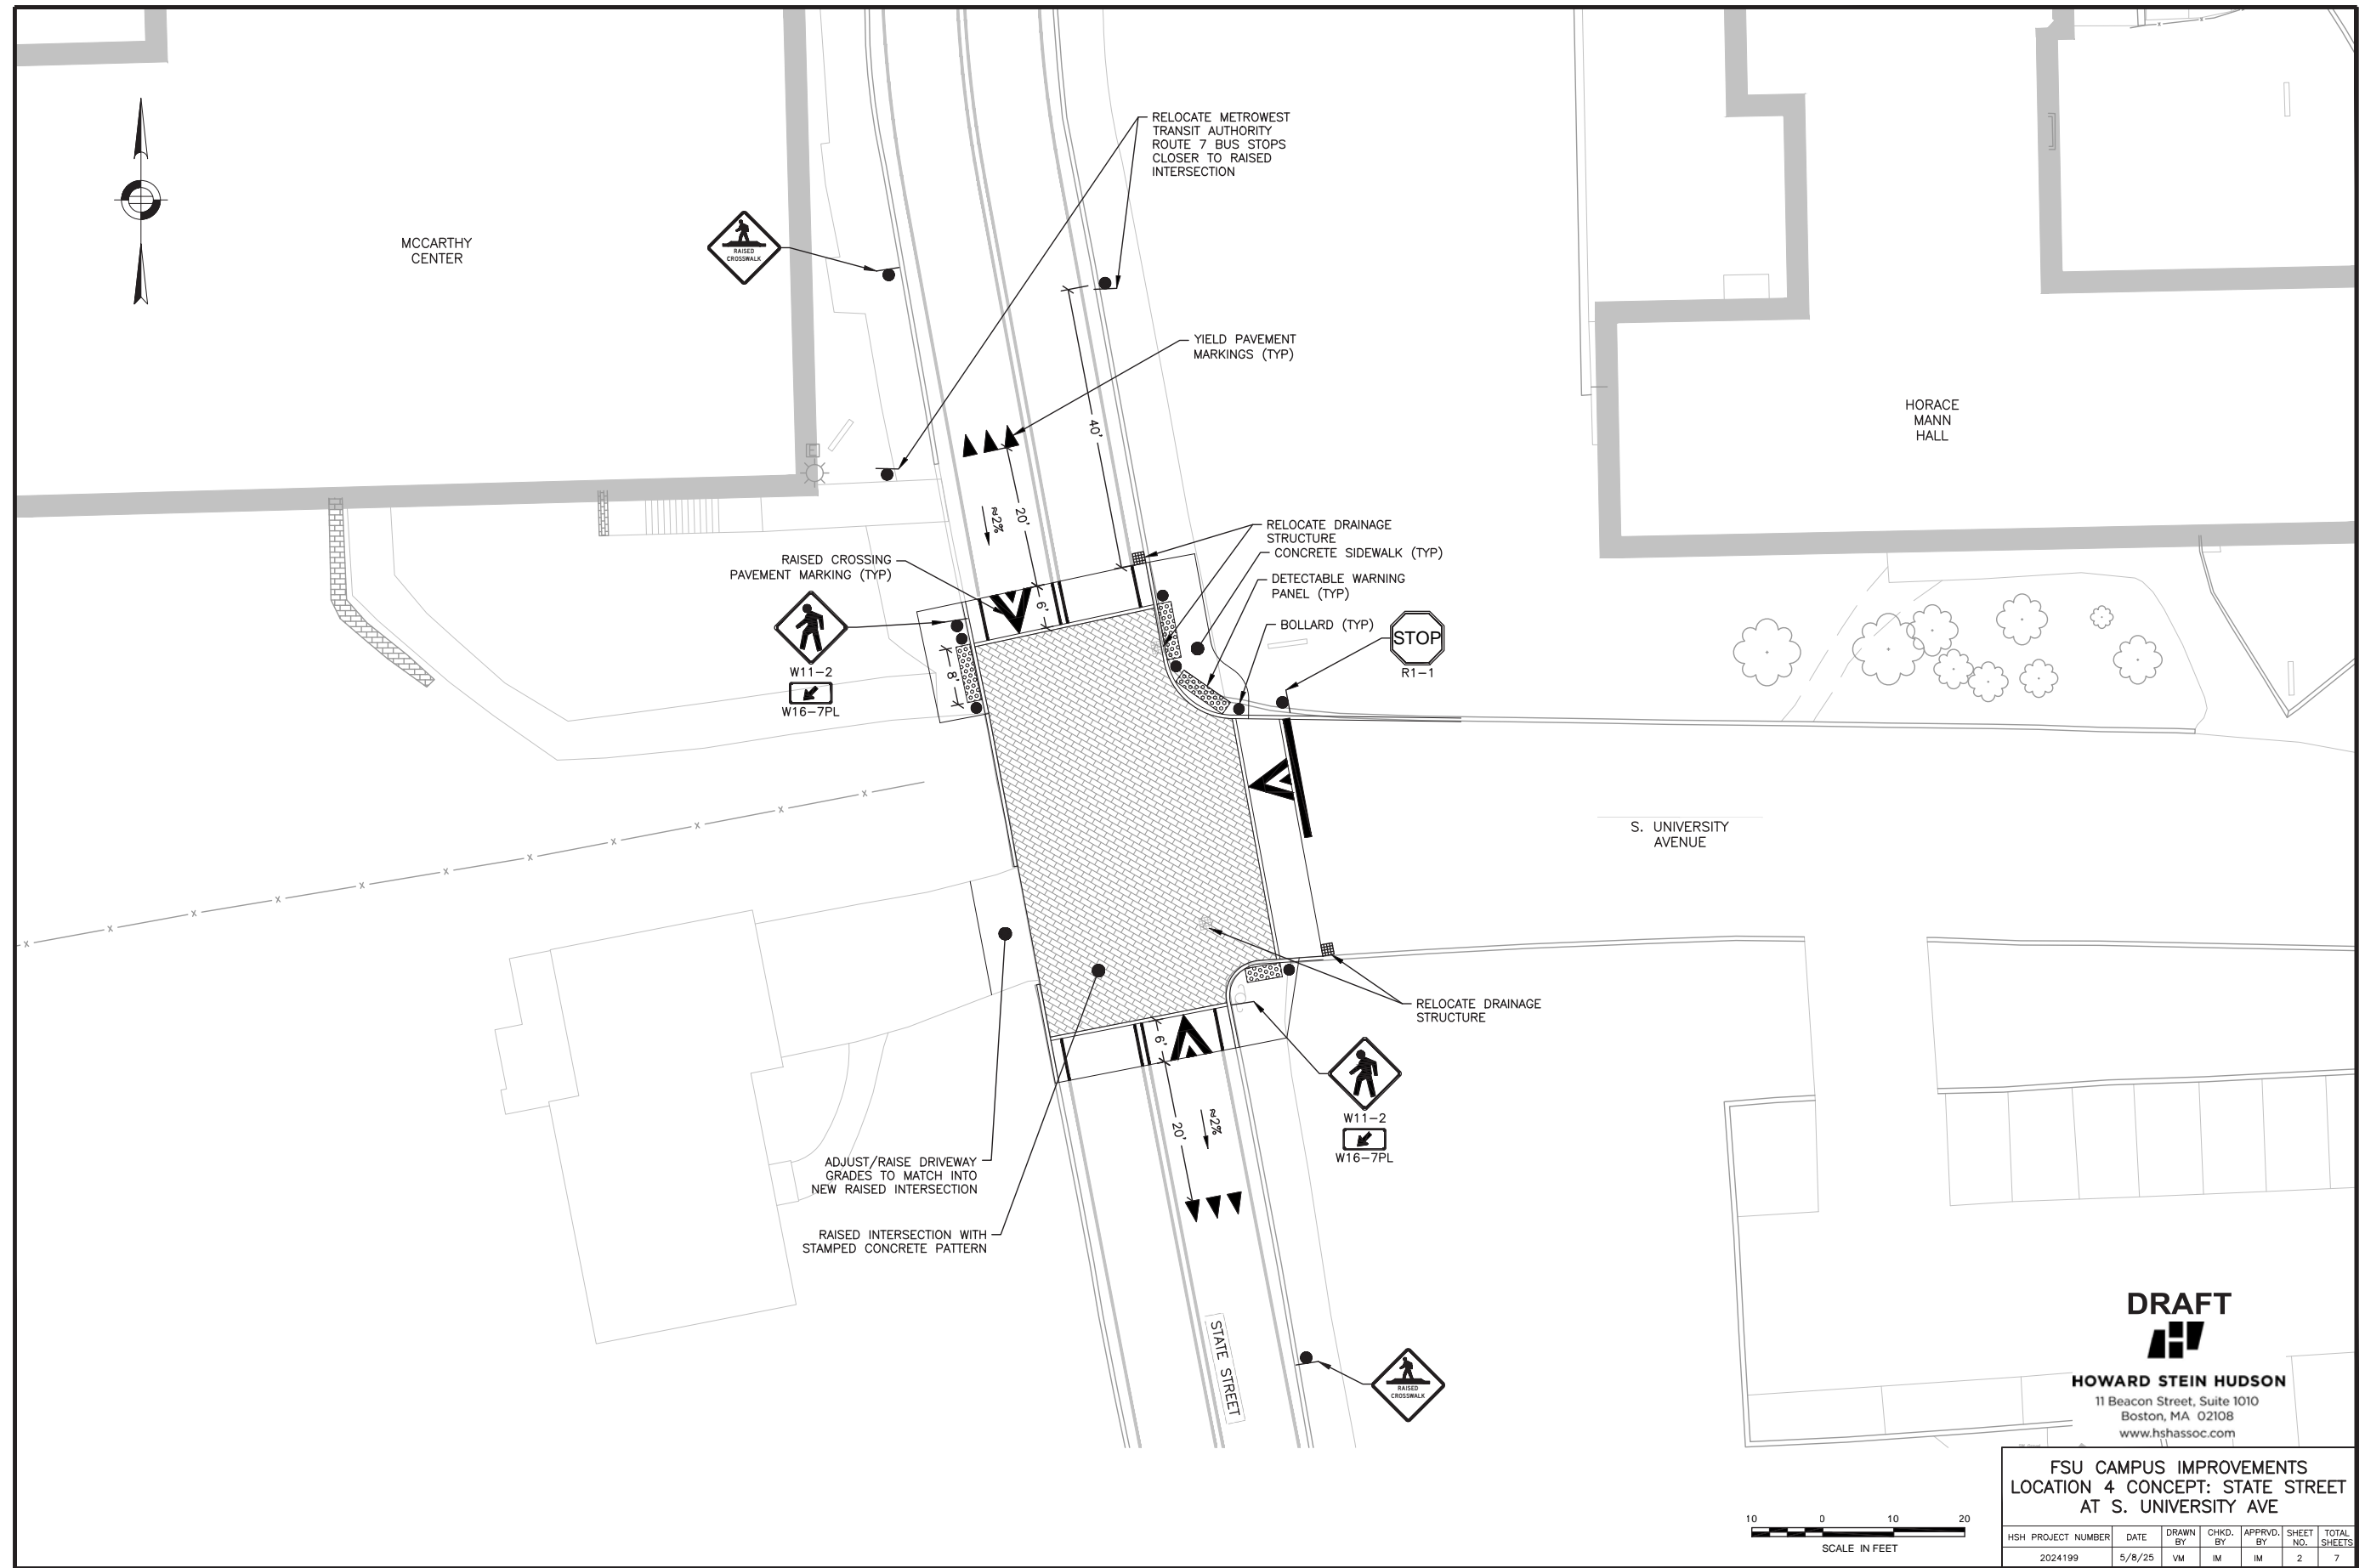 RELOCATE METROWEST
TRANSIT AUTHORITY
ROUTE 7 BUS STOPS
CLOSER TO RAISED
INTERSECTION
MCCARTHY
CENTER
RAISED
CROSSWALK
YIELD PAVEMENT
MARKINGS (TYP)
HORACE
MANN
HALL
40'
E
20'
≈2%
RELOCATE DRAINAGE
STRUCTURE
CONCRETE SIDEWALK (TYP)
RAISED CROSSING
PAVEMENT MARKING (TYP)
DETECTABLE WARNING
PANEL (TYP)
6'
BOLLARD (TYP)
STOP
R1-1
W11-2
W16-7PL
8'
S. UNIVERSITY
AVENUE
x x x x x x x x x x x
RELOCATE DRAINAGE
STRUCTURE
6'
W11-2
W16-7PL
20'
≈2%
ADJUST/RAISE DRIVEWAY
GRADES TO MATCH INTO
NEW RAISED INTERSECTION
RAISED INTERSECTION WITH
STAMPED CONCRETE PATTERN
STATE STREET
RAISED
CROSSWALK
DRAFT
HOWARD STEIN HUDSON
11 Beacon Street, Suite 1010
Boston, MA 02108
www.hshassoc.com
FSU CAMPUS IMPROVEMENTS
LOCATION 4 CONCEPT: STATE STREET
AT S. UNIVERSITY AVE
10 0 10 20
SCALE IN FEET
HSH PROJECT NUMBER DATE DRAWN BY CHKD. BY APPRVD. BY SHEET NO. TOTAL SHEETS
2024199 5/8/25 VM IM IM 2 7